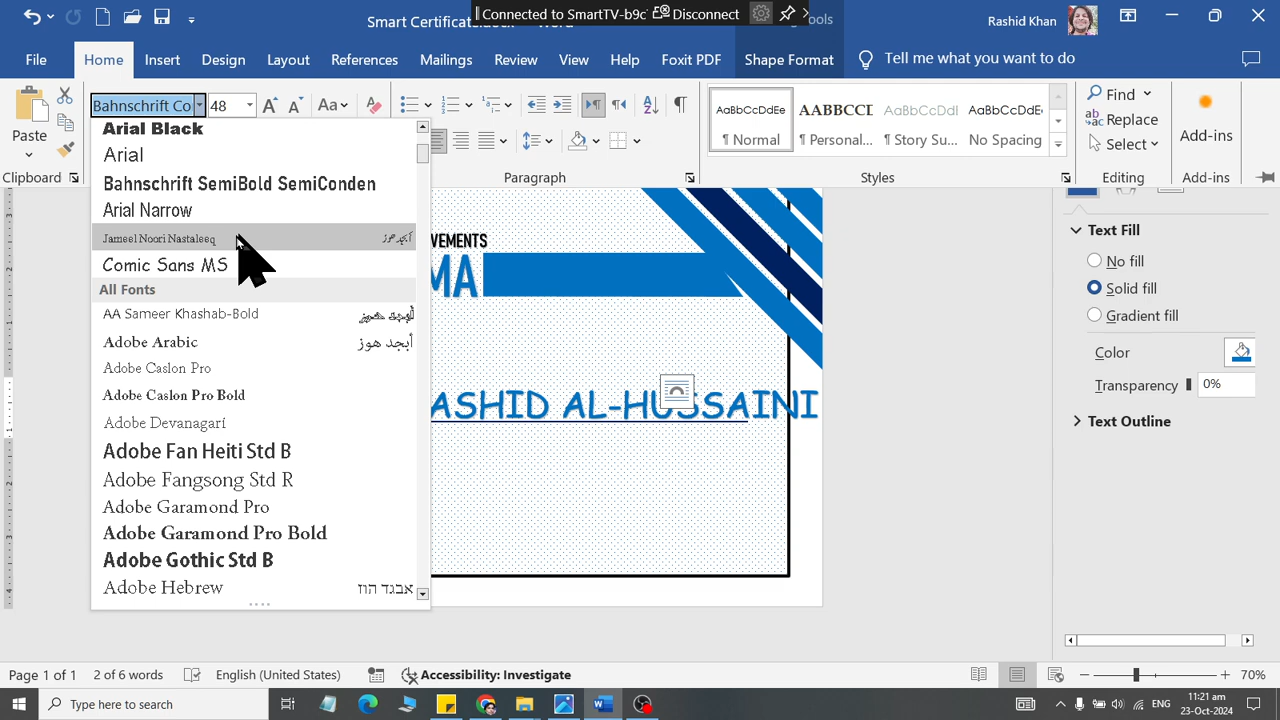 Smart Certificate.docx - Word
Connected to SmartTV-b9c
Disconnect
ools
Rashid Khan
File
Home
Insert
Design
Layout
References
Mailings
Review
View
Help
Foxit PDF
Shape Format
Tell me what you want to do
Paste
Clipboard
Bahnschrift Co
48
Aa
Paragraph
AaBbCcDdEe
¶ Normal
AABBCCI
¶ Personal...
AaBbCcDdI
¶ Story Su...
AaBbCcDdE
No Spacing
Styles
Find
Replace
Select
Editing
Add-ins
Add-ins
Arial Black
Arial
Bahnschrift SemiBold SemiConden
Arial Narrow
Jameel Noori Nastaleeq أبجد هوز
Comic Sans MS
All Fonts
AA Sameer Khashab-Bold أبجد هوز
Adobe Arabic أبجد هوز
Adobe Caslon Pro
Adobe Caslon Pro Bold
Adobe Devanagari
Adobe Fan Heiti Std B
Adobe Fangsong Std R
Adobe Garamond Pro
Adobe Garamond Pro Bold
Adobe Gothic Std B
Adobe Hebrew אבגד הוז
VEMENTS
MA
ASHID AL-HUSSAINI
Text Fill
No fill
Solid fill
Gradient fill
Color
Transparency
0%
Text Outline
Page 1 of 1
2 of 6 words
English (United States)
Accessibility: Investigate
70%
Type here to search
ENG
11:21 am
23-Oct-2024